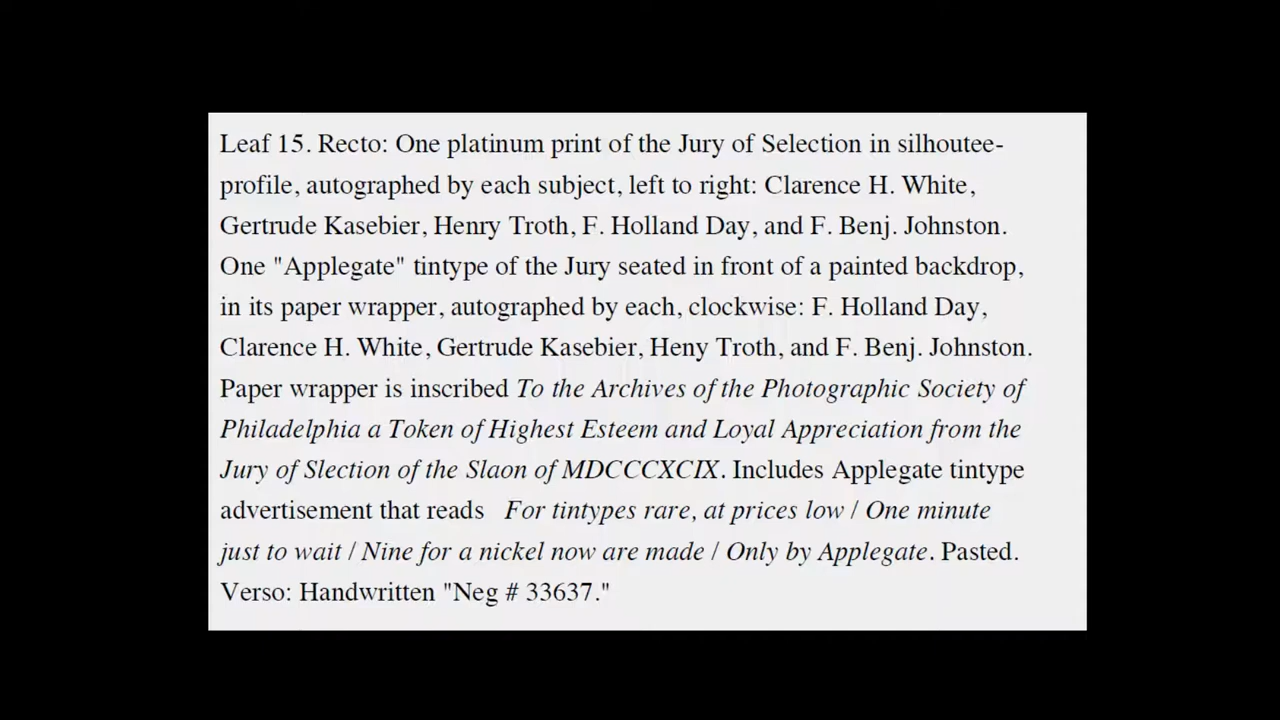 Leaf 15. Recto: One platinum print of the Jury of Selection in silhoutee-
profile, autographed by each subject, left to right: Clarence H. White,
Gertrude Kasebier, Henry Troth, F. Holland Day, and F. Benj. Johnston.
One "Applegate" tintype of the Jury seated in front of a painted backdrop,
in its paper wrapper, autographed by each, clockwise: F. Holland Day,
Clarence H. White, Gertrude Kasebier, Heny Troth, and F. Benj. Johnston.
Paper wrapper is inscribed To the Archives of the Photographic Society of
Philadelphia a Token of Highest Esteem and Loyal Appreciation from the
Jury of Slection of the Slaon of MDCCCXCIX. Includes Applegate tintype
advertisement that reads For tintypes rare, at prices low / One minute
just to wait / Nine for a nickel now are made / Only by Applegate. Pasted.
Verso: Handwritten "Neg # 33637."